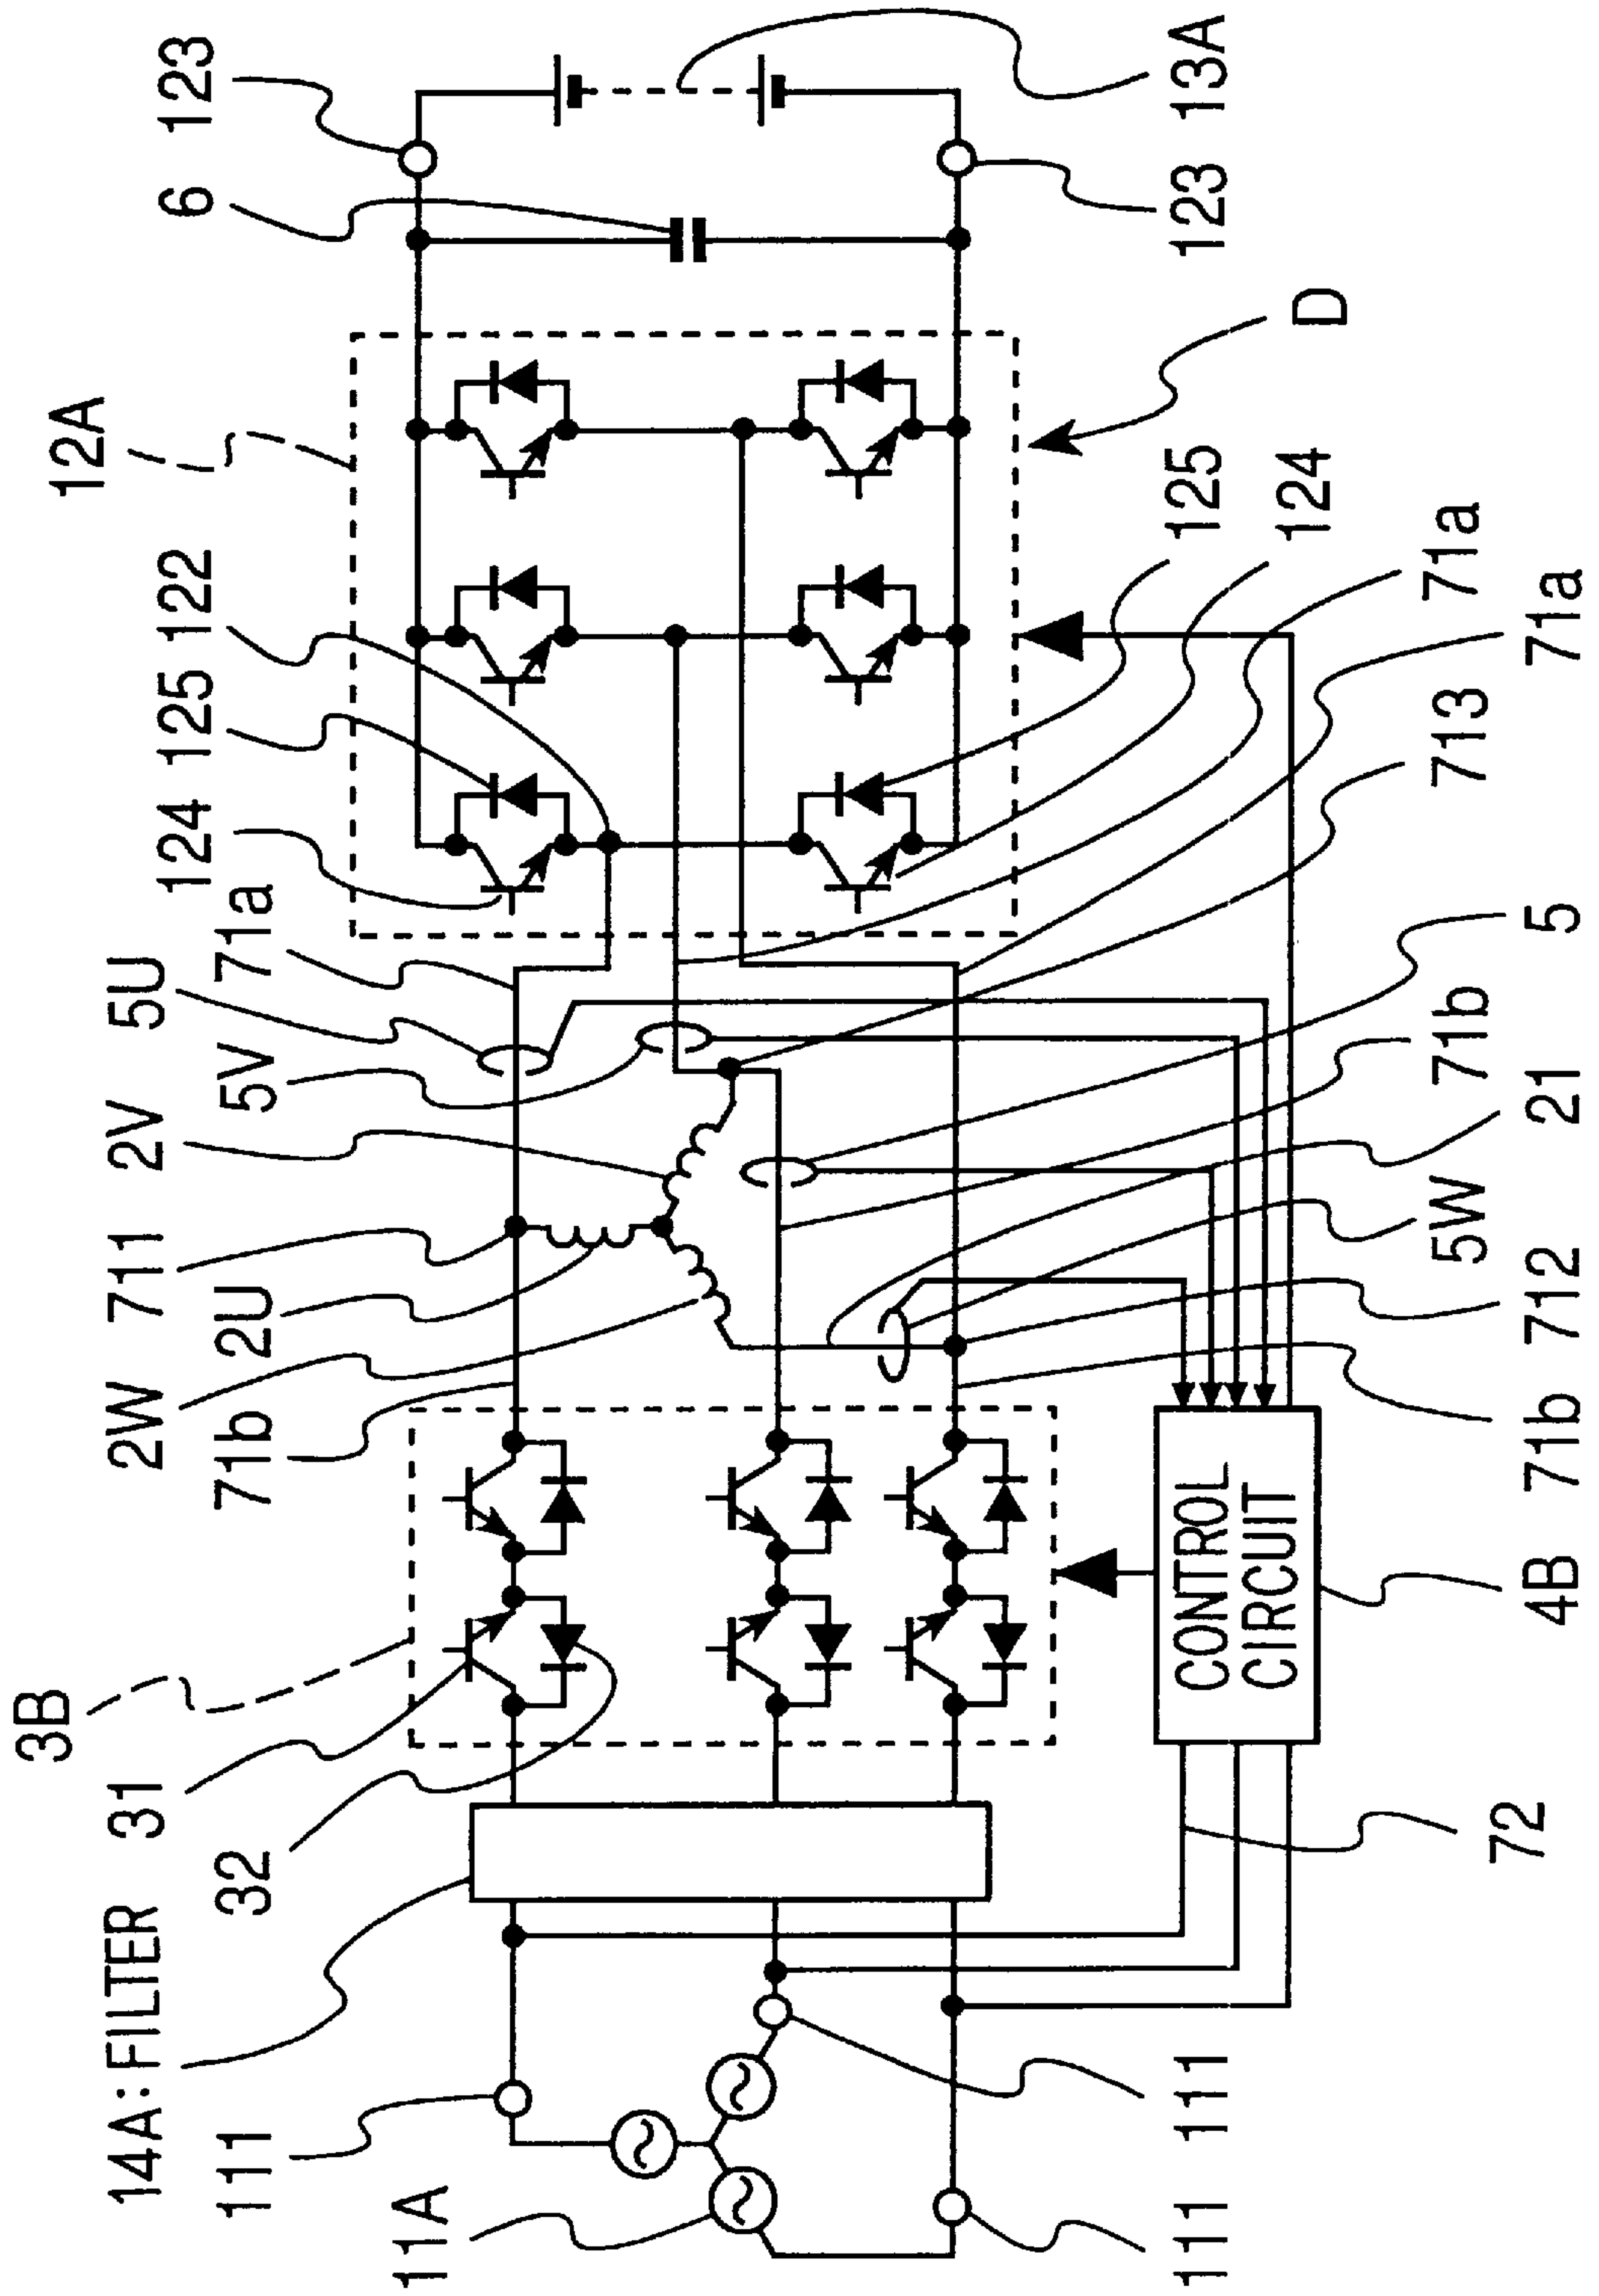 3B
12A
14A: FILTER
31
2W
711
2V
5U
124
125
122
6
123
111
32
71b
2U
5V
71a
11A
CONTROL
CIRCUIT
D
111
111
125
13A
123
124
72
71b
5W
71b
713
71a
4B
712
21
5
71a